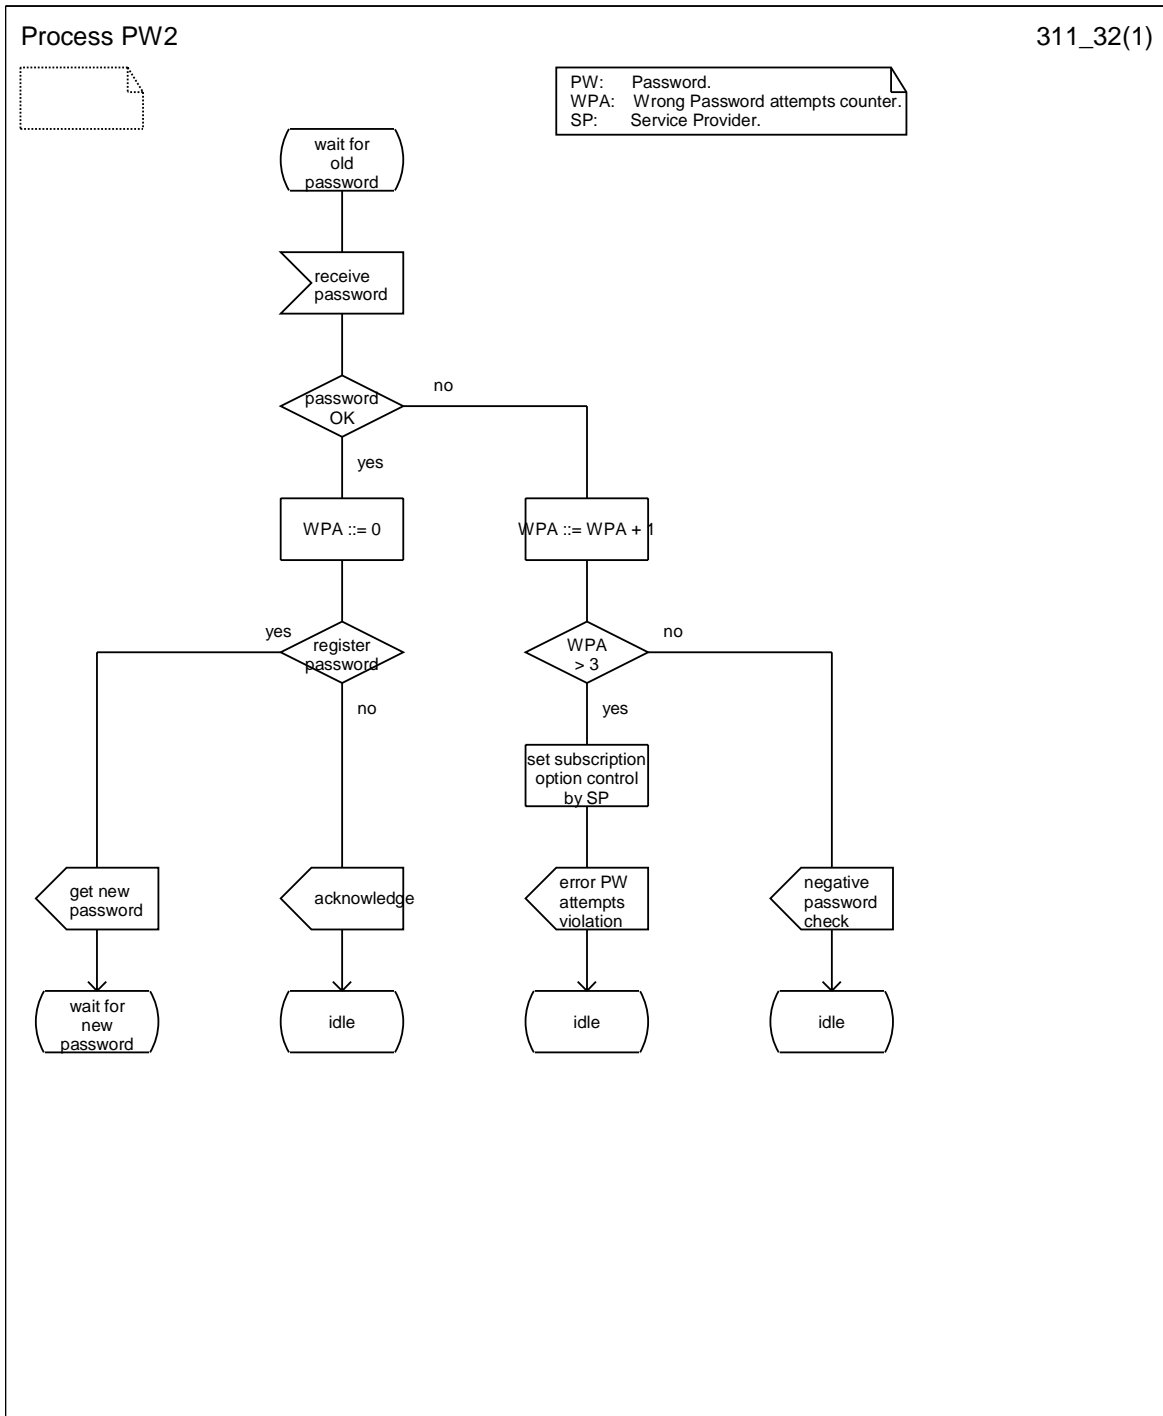 Process PW2
311_32(1)
PW: Password.
WPA: Wrong Password attempts counter.
SP: Service Provider.
wait for
old
password
receive
password
password
OK
no
yes
WPA ::= 0
WPA ::= WPA + 1
yes
register
password
no
WPA
> 3
no
yes
set subscription
option control
by SP
get new
password
acknowledge
error PW
attempts
violation
negative
password
check
wait for
new
password
idle
idle
idle